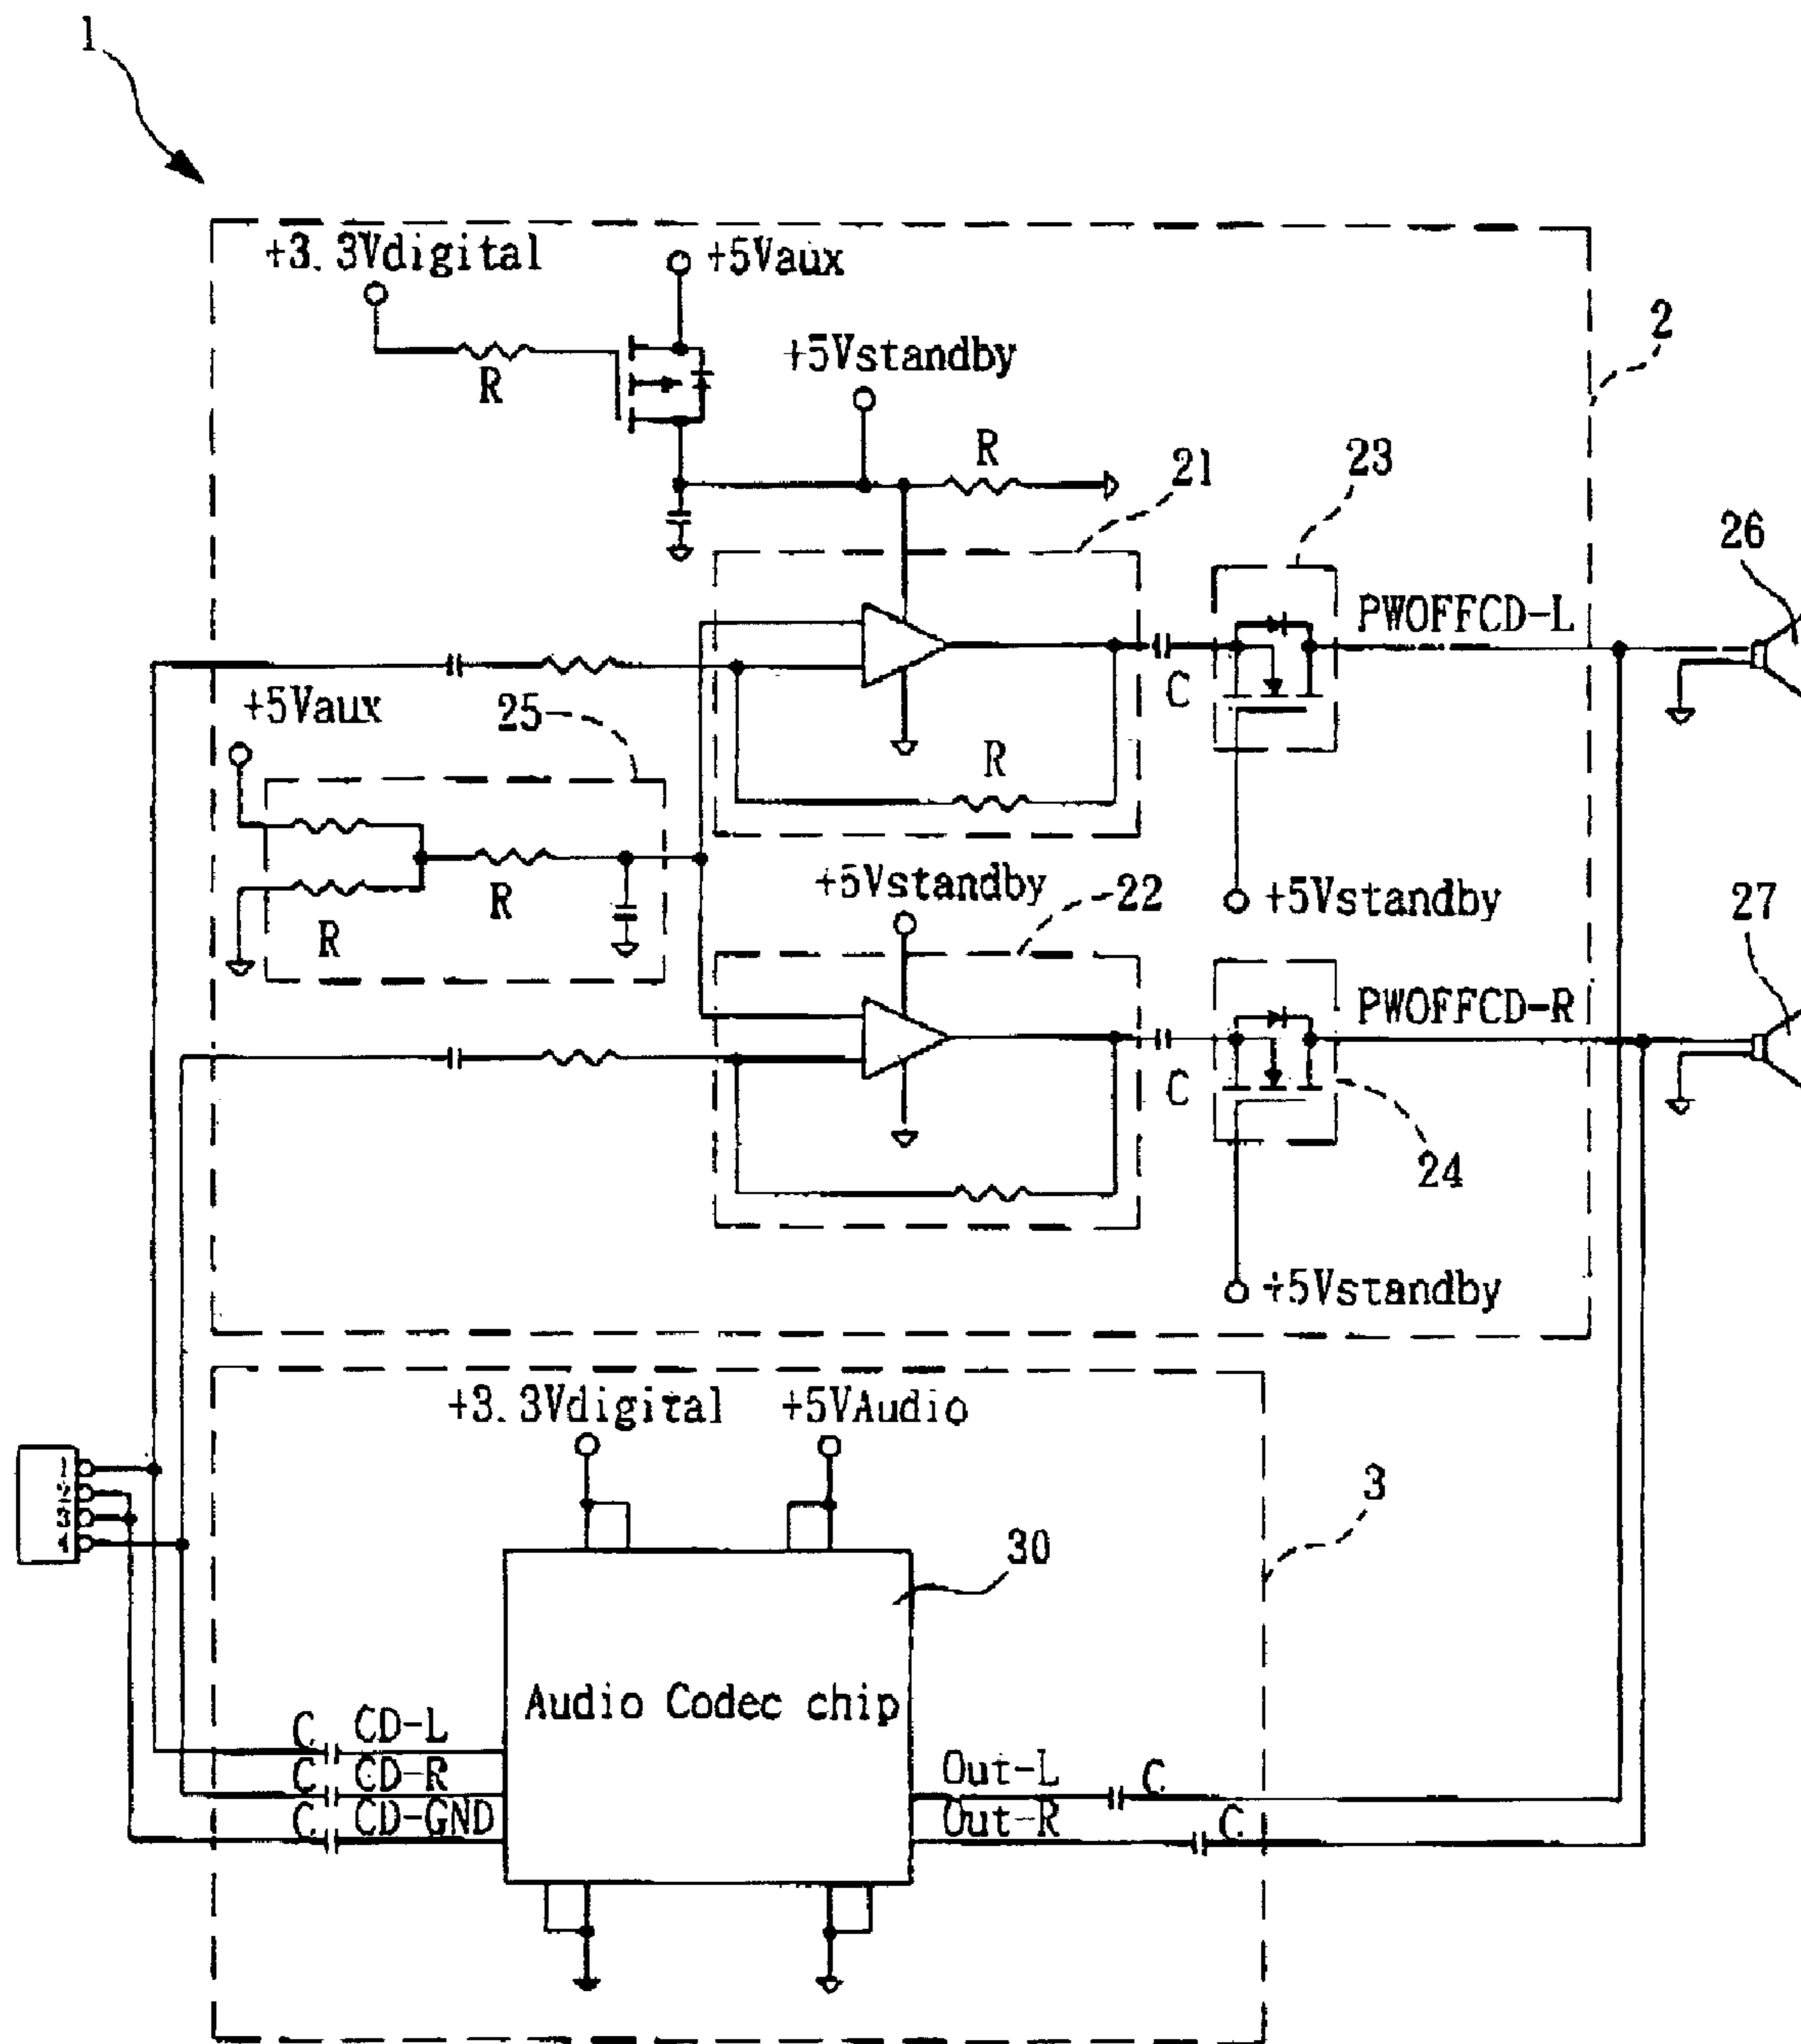 1
+3.3Vdigital
+5Vaux
2
+5Vstandby
R
R
21
23
26
PWOFFCD-L
C
+5Vaux
25
R
+5Vstandby
22
+5Vstandby
27
R
R
PWOFFCD-R
C
24
+5Vstandby
+3.3Vdigital
+5VAudio
3
1
2
3
4
30
Audio Codec chip
C
CD-L
C
CD-R
C
CD-GND
Out-L
C
Out-R
C